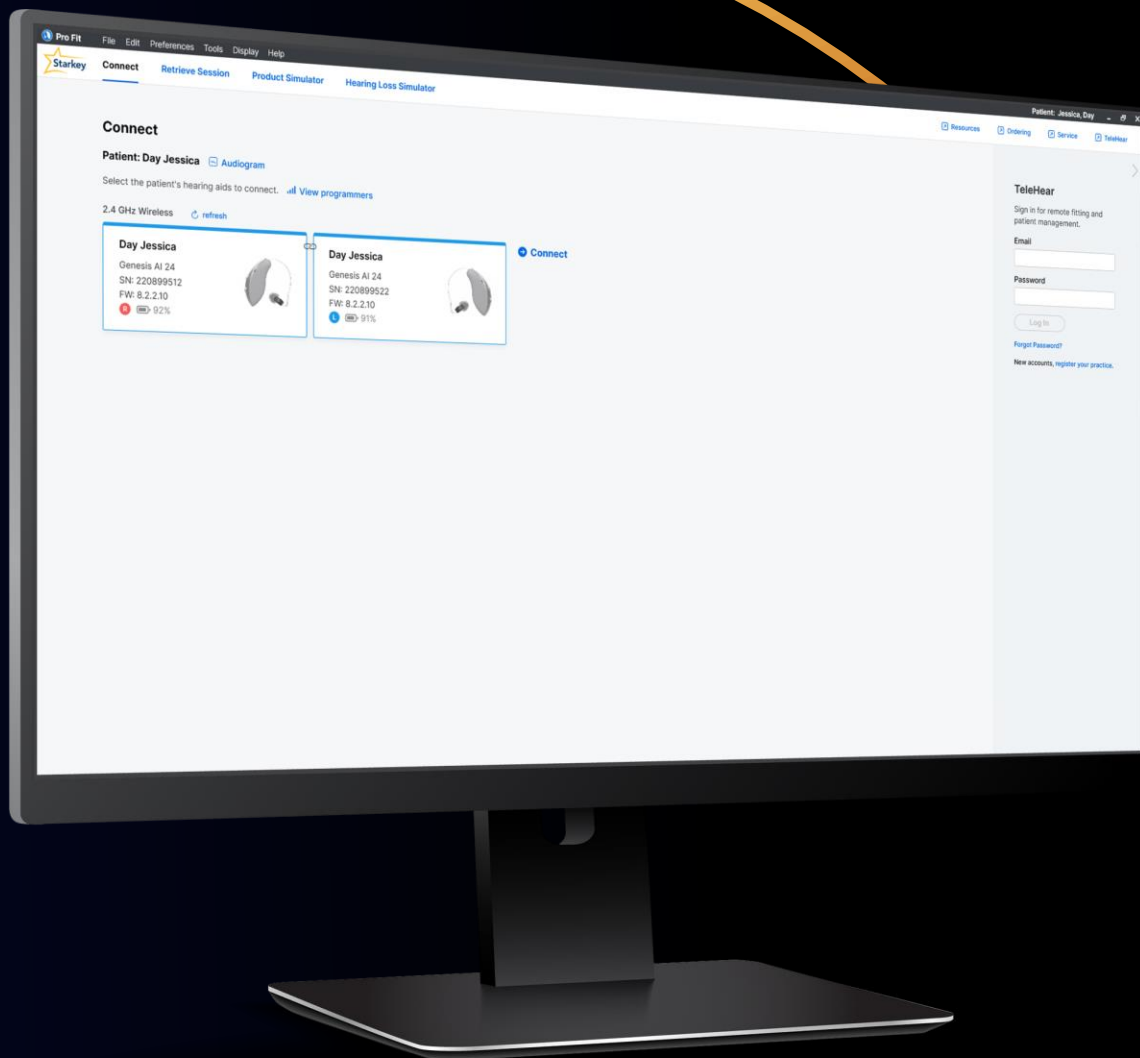 Pro Fit File Edit Preferences Tools Display Help
Patient: Jessica, Day
Starkey Connect Retrieve Session Product Simulator Hearing Loss Simulator
Resources Ordering Service TeleHear
Connect
Patient: Day Jessica Audiogram
Select the patient's hearing aids to connect. View programmers
2.4 GHz Wireless refresh
Day Jessica
Genesis AI 24
SN: 220899512
FW: 8.2.2.10
R 92%
Day Jessica
Genesis AI 24
SN: 220899522
FW: 8.2.2.10
L 91%
Connect
TeleHear
Sign in for remote fitting and
patient management.
Email
Password
Log In
Forgot Password?
New accounts, register your practice.